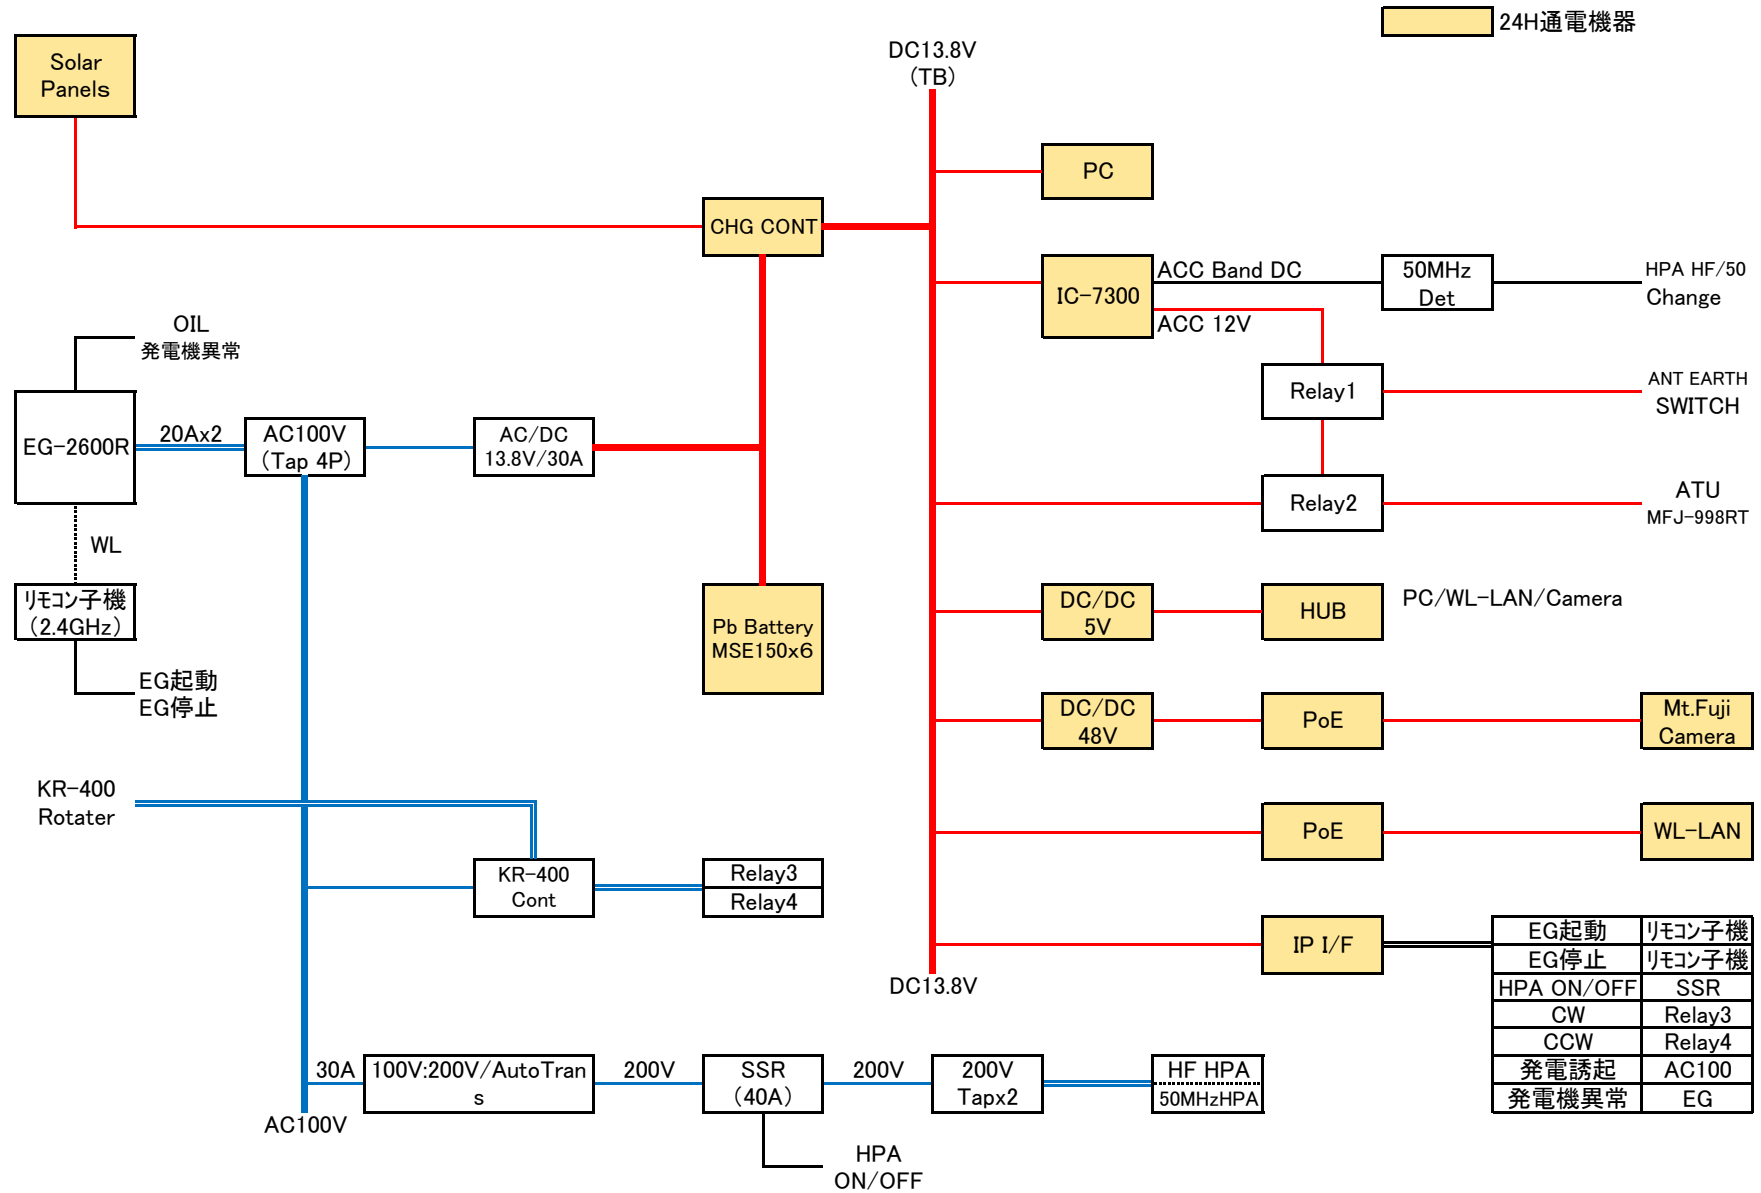 24H通電機器
Solar
Panels
DC13.8V
(TB)
PC
CHG CONT
IC-7300
ACC Band DC
ACC 12V
50MHz
Det
HPA HF/50
Change
OIL
発電機異常
EG-2600R
20Ax2
AC100V
(Tap 4P)
AC/DC
13.8V/30A
Relay1
ANT EARTH
SWITCH
Relay2
ATU
MFJ-998RT
WL
リモコン子機
(2.4GHz)
EG起動
EG停止
Pb Battery
MSE150x6
DC/DC
5V
HUB
PC/WL-LAN/Camera
DC/DC
48V
PoE
Mt.Fuji
Camera
KR-400
Rotater
PoE
WL-LAN
KR-400
Cont
Relay3
Relay4
IP I/F
DC13.8V
EG起動 リモコン子機
EG停止 リモコン子機
HPA ON/OFF SSR
CW Relay3
CCW Relay4
発電誘起 AC100
発電機異常 EG
30A
100V:200V/AutoTran
s
200V
SSR
(40A)
200V
200V
Tapx2
HF HPA
50MHzHPA
AC100V
HPA
ON/OFF